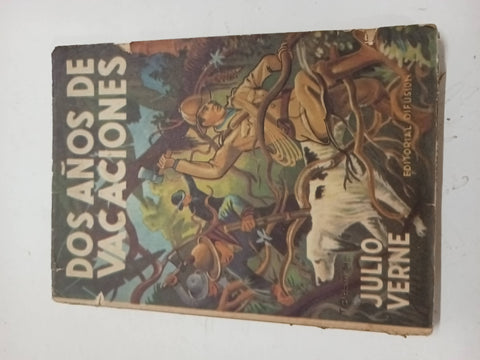 DOS AÑOS DE
VACACIONES
JULIO
VERNE
EDITORIAL DIFUSION